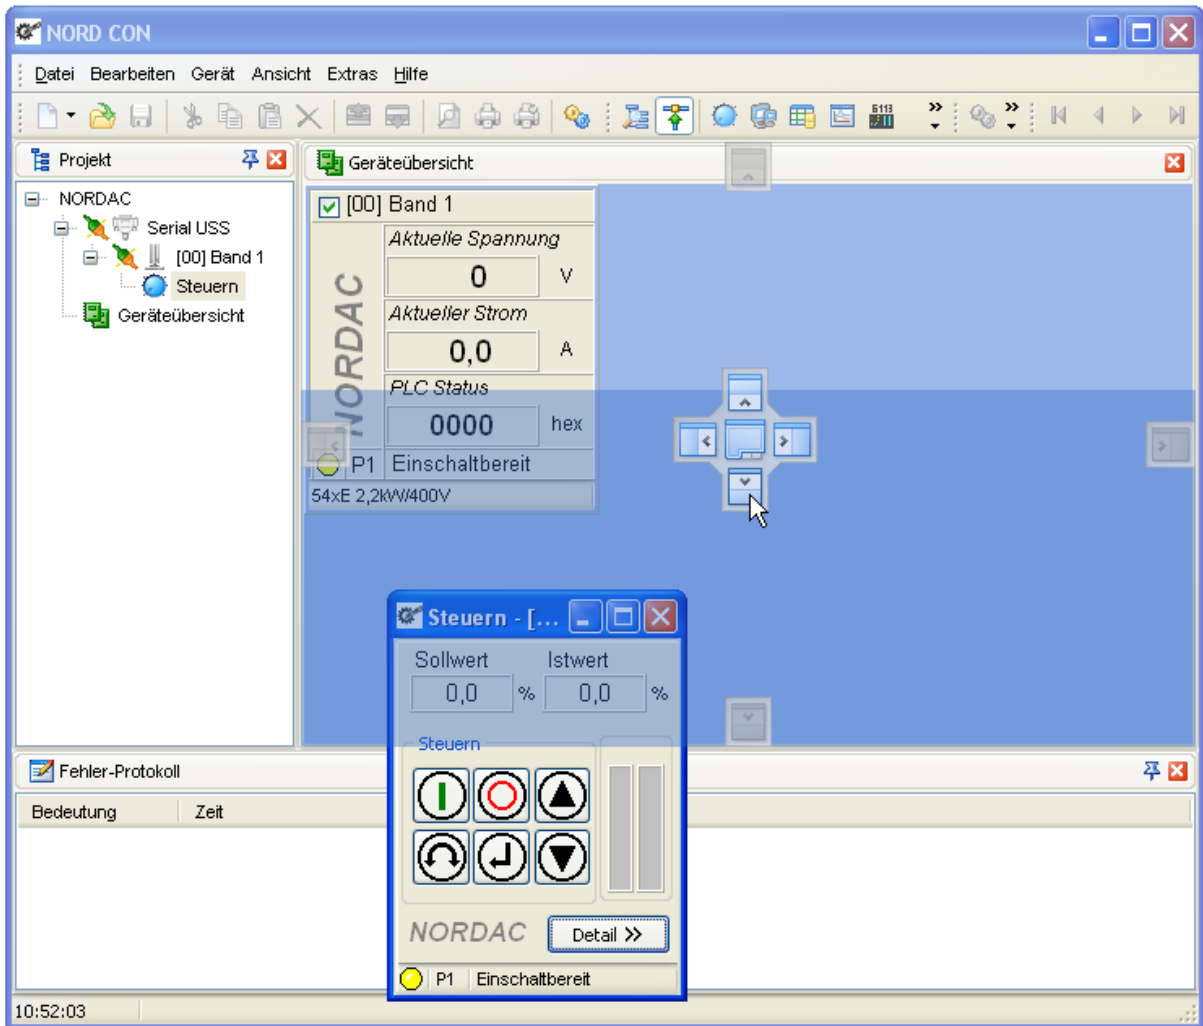 NORD CON
Datei Bearbeiten Gerät Ansicht Extras Hilfe
6113
Projekt
Geräteübersicht
NORDAC
Serial USS
[00] Band 1
Steuern
Geräteübersicht
[00] Band 1
NORDAC
Aktuelle Spannung
0 V
Aktueller Strom
0,0 A
PLC Status
0000 hex
P1 Einschaltbereit
54xE 2,2kW/400V
Steuern - [...
Sollwert Istwert
0,0 % 0,0 %
Steuern
NORDAC
Detail >>
P1 Einschaltbereit
Fehler-Protokoll
Bedeutung Zeit
10:52:03